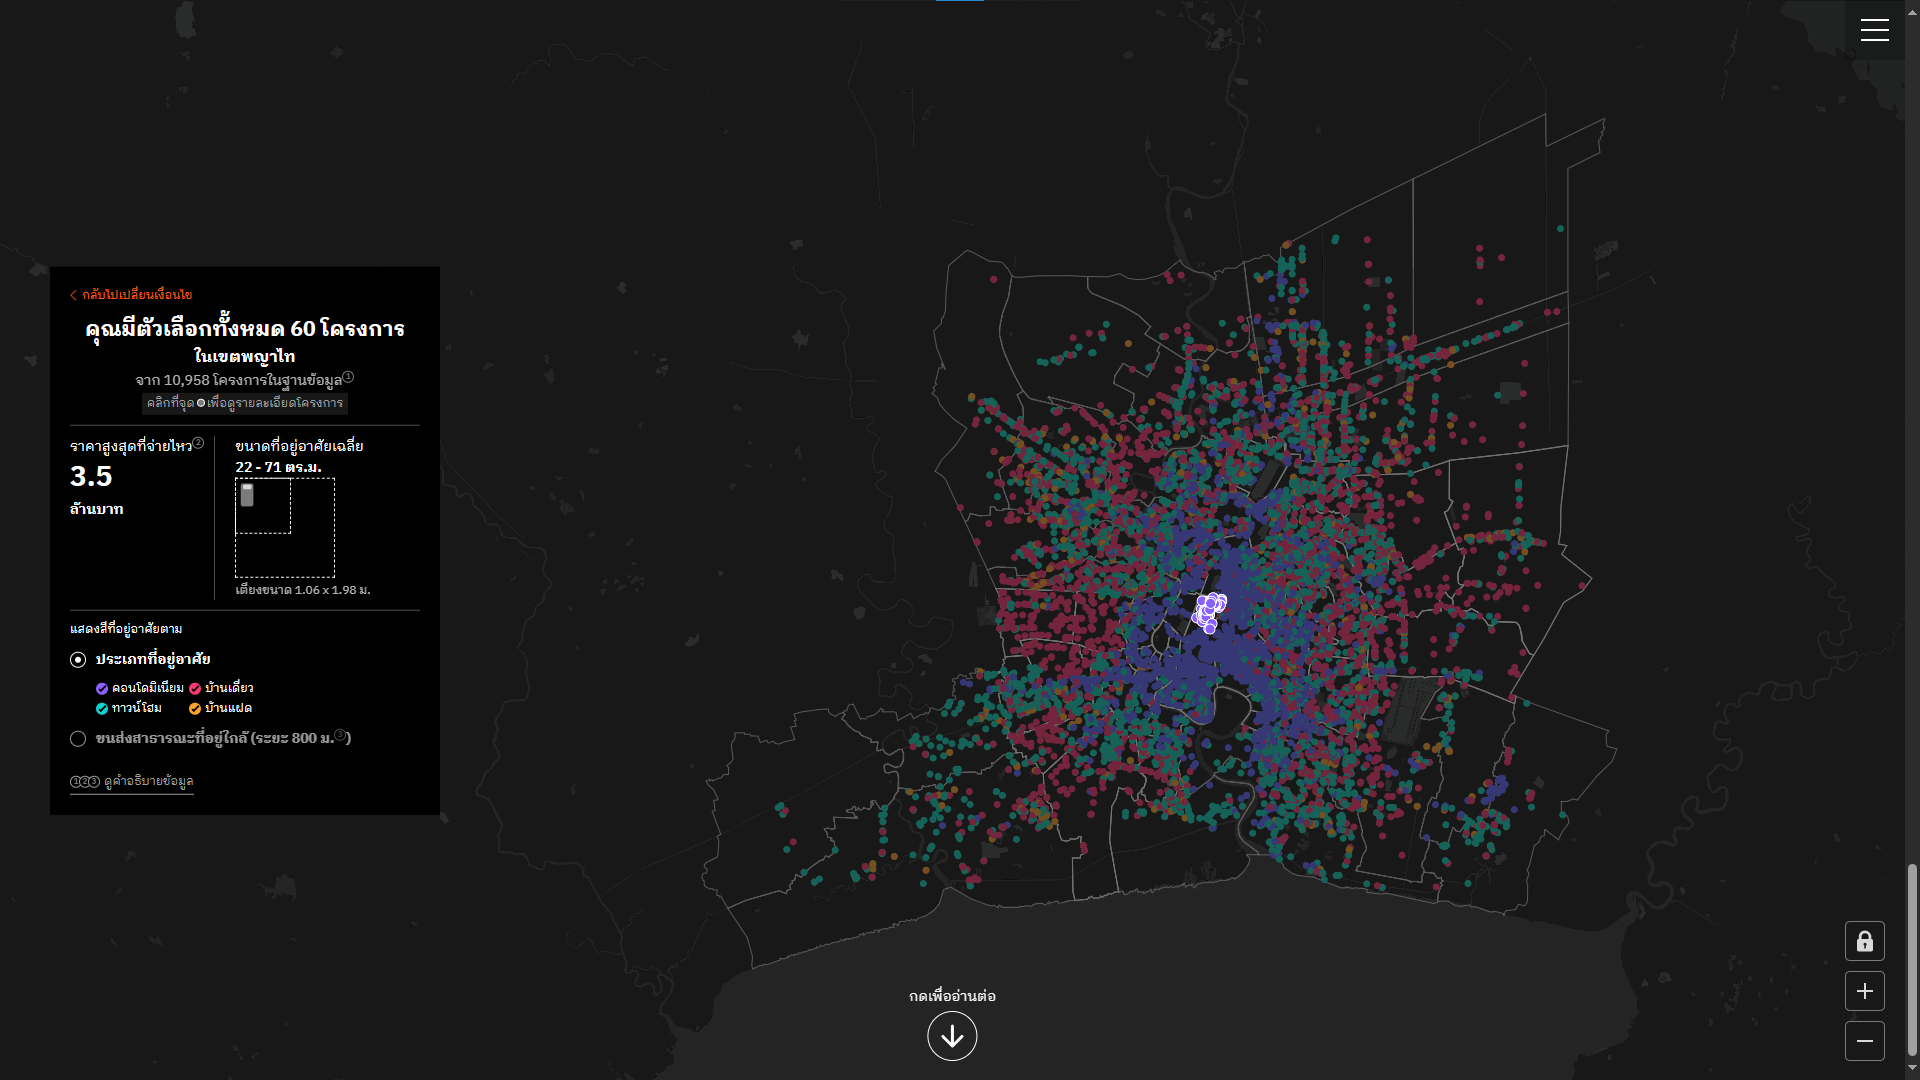 กลับไปเปลี่ยนเงื่อนไข
คุณมีตัวเลือกทั้งหมด 60 โครงการ
ในเขตพญาไท
จาก 10,958 โครงการในฐานข้อมูล①
คลิกที่จุด เพื่อดูรายละเอียดโครงการ
ราคาสูงสุดที่จ่ายไหว②
3.5
ล้านบาท
ขนาดที่อยู่อาศัยเฉลี่ย
22 - 71 ตร.ม.
เตียงขนาด 1.06 x 1.98 ม.
แสดงสีที่อยู่อาศัยตาม
ประเภทที่อยู่อาศัย
คอนโดมิเนียม บ้านเดี่ยว
ทาวน์โฮม บ้านแฝด
ขนส่งสาธารณะที่อยู่ใกล้ (ระยะ 800 ม.③)
①②③ ดูคำอธิบายข้อมูล
กดเพื่ออ่านต่อ